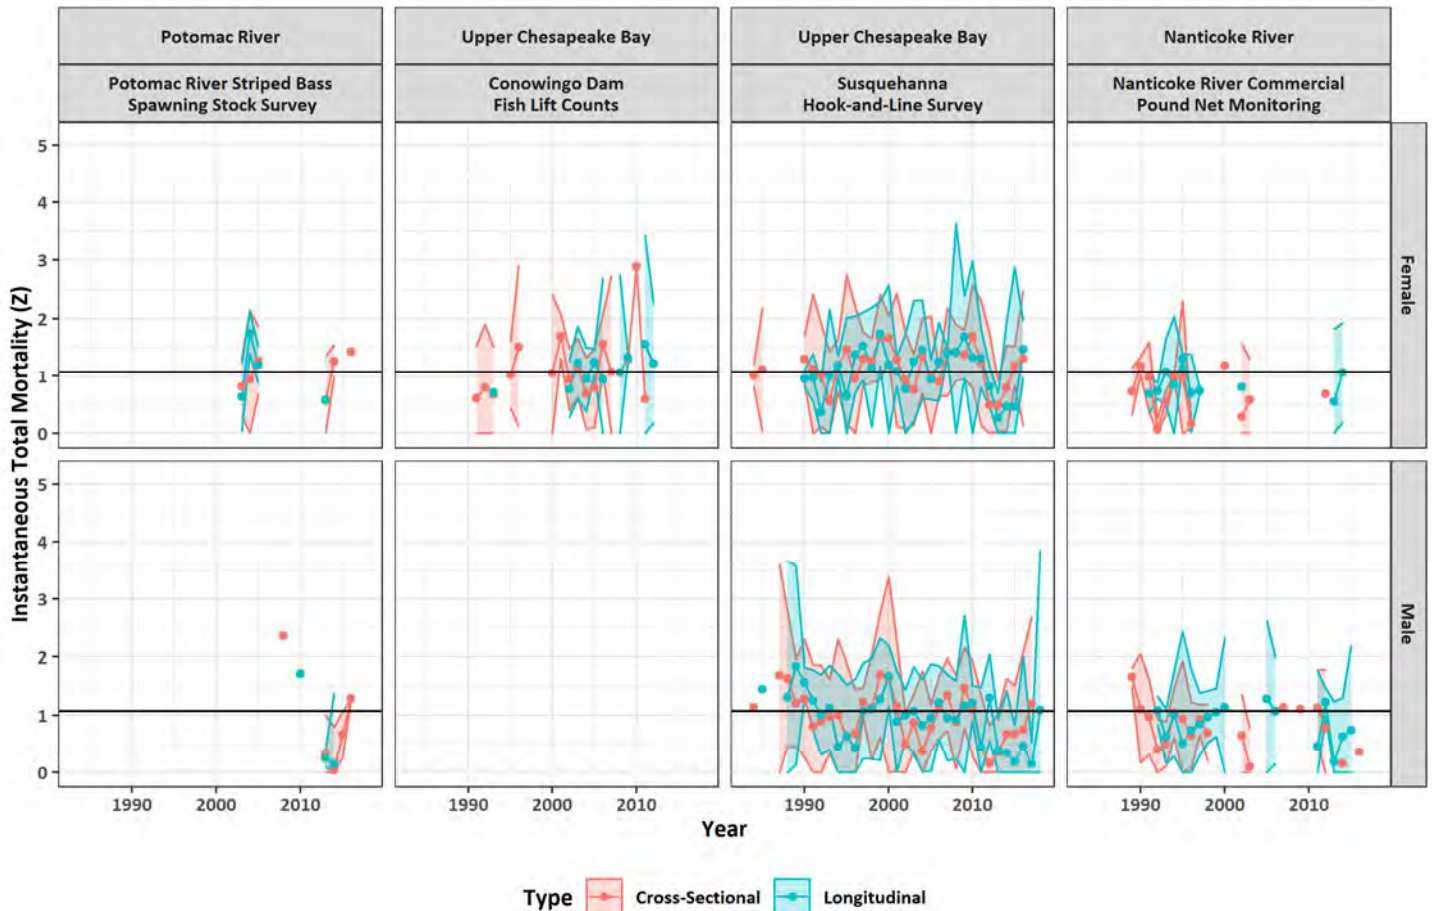 Potomac River
Upper Chesapeake Bay
Upper Chesapeake Bay
Nanticoke River
Potomac River Striped Bass
Spawning Stock Survey
Conowingo Dam
Fish Lift Counts
Susquehanna
Hook-and-Line Survey
Nanticoke River Commercial
Pound Net Monitoring
Instantaneous Total Mortality (Z)
5
4
3
2
1
0
Female
5
4
3
2
1
0
Male
1990 2000 2010
1990 2000 2010
1990 2000 2010
1990 2000 2010
Year
Type Cross-Sectional Longitudinal